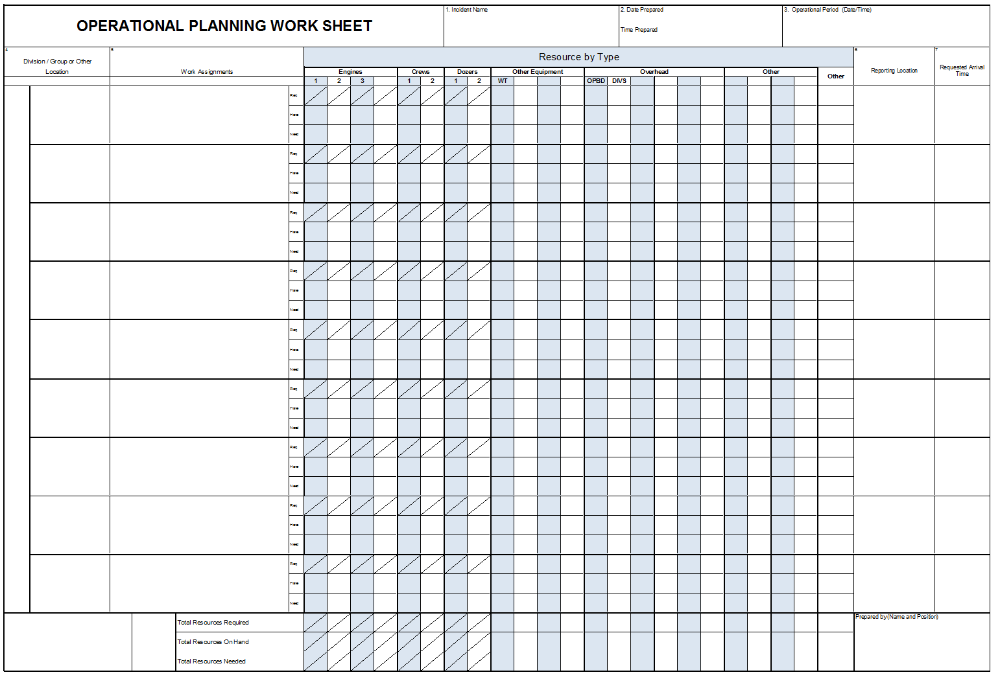 OPERATIONAL PLANNING WORK SHEET
1. Incident Name
2. Date Prepared
Time Prepared
3. Operational Period (Date/Time)
4
Division / Group or Other
Location
5
Work Assignments
Resource by Type
Engines
Crews
Dozers
Other Equipment
Overhead
Other
Other
1 2 3 1 2 1 2 WT OPBD DIVS
6
Reporting Location
7
Requested Arrival
Time
Req
Have
Need
Req
Have
Need
Req
Have
Need
Req
Have
Need
Req
Have
Need
Req
Have
Need
Req
Have
Need
Req
Have
Need
Req
Have
Need
Total Resources Required
Total Resources On Hand
Total Resources Needed
Prepared by (Name and Position)